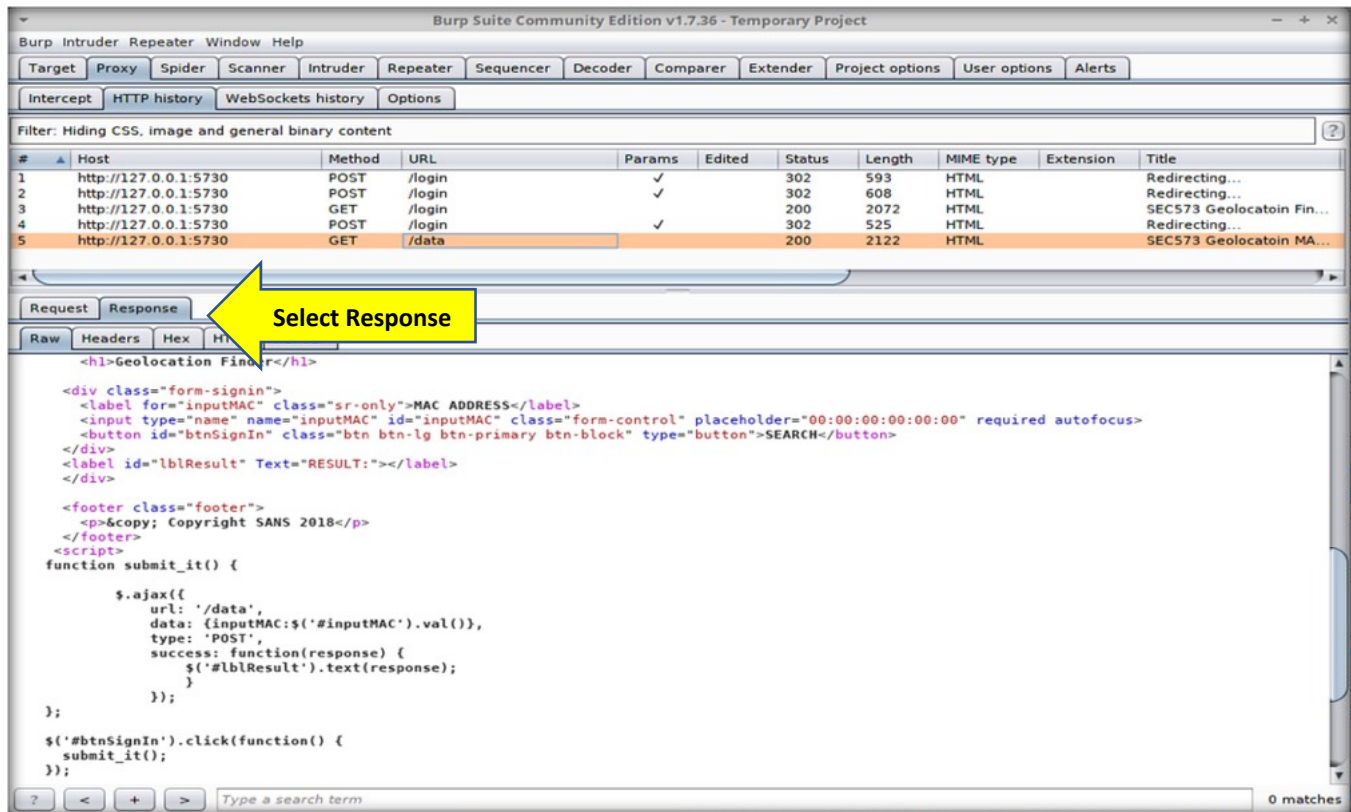 Burp Suite Community Edition v1.7.36 - Temporary Project
Burp Intruder Repeater Window Help
Target Proxy Spider Scanner Intruder Repeater Sequencer Decoder Comparer Extender Project options User options Alerts
Intercept HTTP history WebSockets history Options
Filter: Hiding CSS, image and general binary content ?
# Host Method URL Params Edited Status Length MIME type Extension Title
1 http://127.0.0.1:5730 POST /login ✓ 302 593 HTML Redirecting...
2 http://127.0.0.1:5730 POST /login ✓ 302 608 HTML Redirecting...
3 http://127.0.0.1:5730 GET /login 200 2072 HTML SEC573 Geolocatoin Fin...
4 http://127.0.0.1:5730 POST /login ✓ 302 525 HTML Redirecting...
5 http://127.0.0.1:5730 GET /data 200 2122 HTML SEC573 Geolocatoin MA...
Request Response
Select Response
Raw Headers Hex
<h1>Geolocation Finder</h1>
<div class="form-signin">
<label for="inputMAC" class="sr-only">MAC ADDRESS</label>
<input type="name" name="inputMAC" id="inputMAC" class="form-control" placeholder="00:00:00:00:00:00" required autofocus>
<button id="btnSignIn" class="btn btn-lg btn-primary btn-block" type="button">SEARCH</button>
</div>
<label id="lblResult" Text="RESULT:"></label>
</div>
<footer class="footer">
<p>&copy; Copyright SANS 2018</p>
</footer>
<script>
function submit_it() {
$.ajax({
url: '/data',
data: {inputMAC:$('#inputMAC').val()},
type: 'POST',
success: function(response) {
$('#lblResult').text(response);
}
});
};
$('#btnSignIn').click(function() {
submit_it();
});
? < + > Type a search term 0 matches